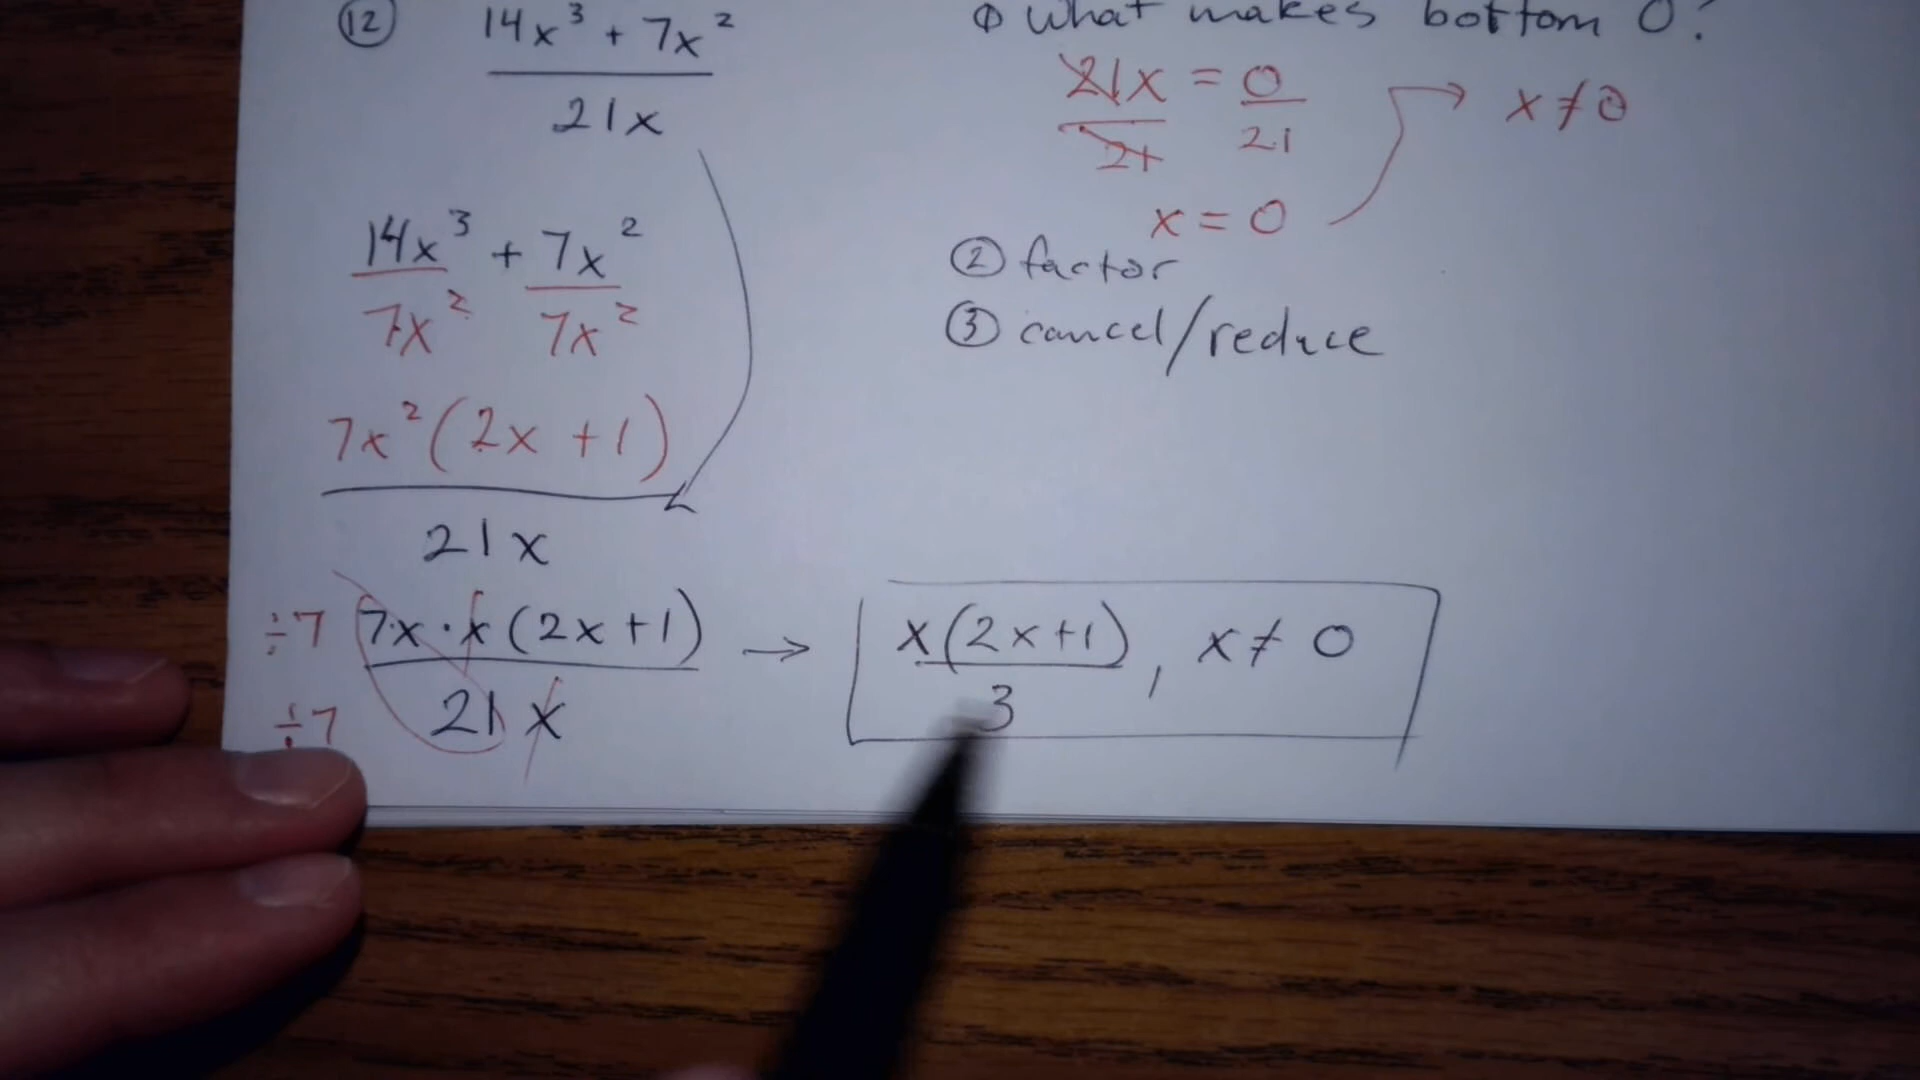 ⑫ 14x³ + 7x²
21x
14x³ + 7x²
7x² 7x²
7x²(2x + 1)
21x
÷7 7x·x(2x+1) → x(2x+1) , x ≠ 0
÷7 21x 3
① What makes bottom 0?
21x = 0 → x ≠ 0
21 21
x = 0
② factor
③ cancel/reduce